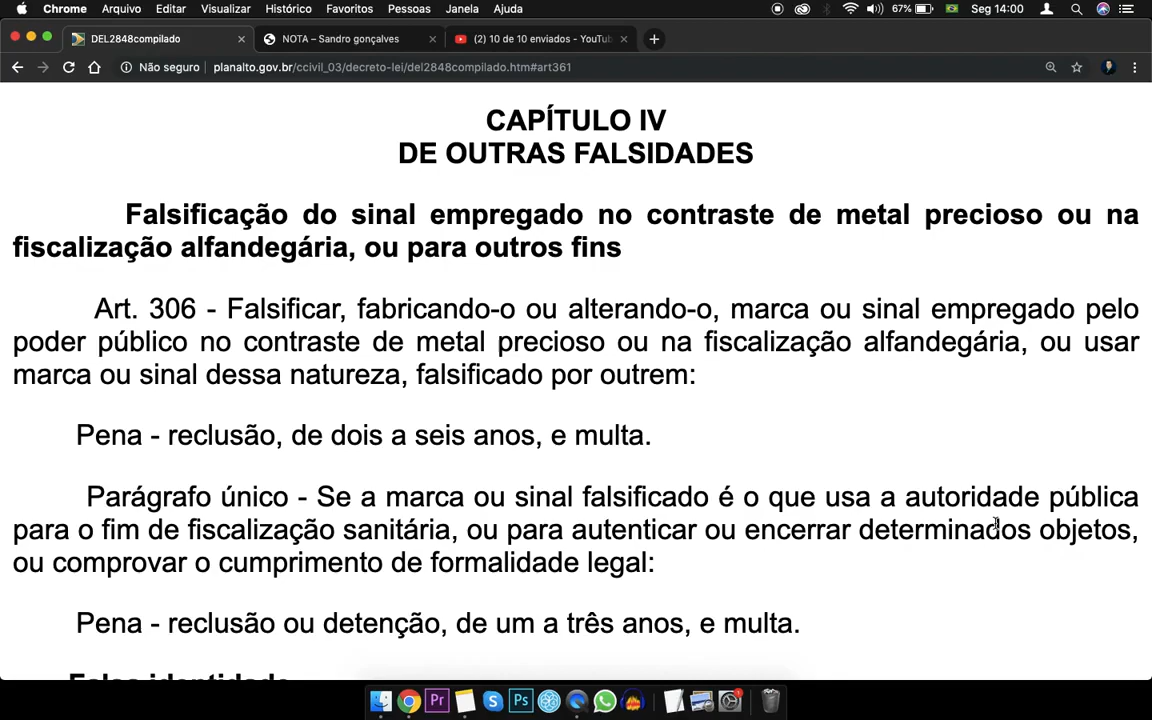 Chrome Arquivo Editar Visualizar Histórico Favoritos Pessoas Janela Ajuda 67% Seg 14:00
DEL2848compilado NOTA – Sandro gonçalves (2) 10 de 10 enviados - YouTub
Não seguro planalto.gov.br/ccivil_03/decreto-lei/del2848compilado.htm#art361
CAPÍTULO IV
DE OUTRAS FALSIDADES
Falsificação do sinal empregado no contraste de metal precioso ou na
fiscalização alfandegária, ou para outros fins
Art. 306 - Falsificar, fabricando-o ou alterando-o, marca ou sinal empregado pelo
poder público no contraste de metal precioso ou na fiscalização alfandegária, ou usar
marca ou sinal dessa natureza, falsificado por outrem:
Pena - reclusão, de dois a seis anos, e multa.
Parágrafo único - Se a marca ou sinal falsificado é o que usa a autoridade pública
para o fim de fiscalização sanitária, ou para autenticar ou encerrar determinados objetos,
ou comprovar o cumprimento de formalidade legal:
Pena - reclusão ou detenção, de um a três anos, e multa.
Falsa identidade
Pr Ps